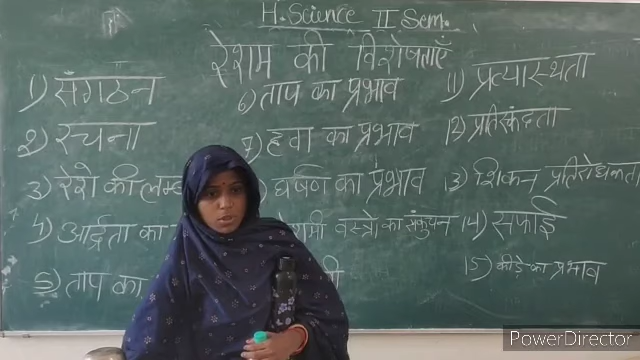 H. Science II Sem.
रेशम की विशेषताएँ
1) संगठन
2) रचना
3) रेशे की लम्ब
4) आर्द्रता का
5) ताप का
6) ताप का प्रभाव
7) हवा का प्रभाव
घर्षण का प्रभाव
वस्त्रो का संकुचन
11) प्रत्यास्थता
12) प्रतिस्कंदता
13) शिकन प्रतिरोधकता
14) सफाई
15) कीड़े का प्रभाव
PowerDirector